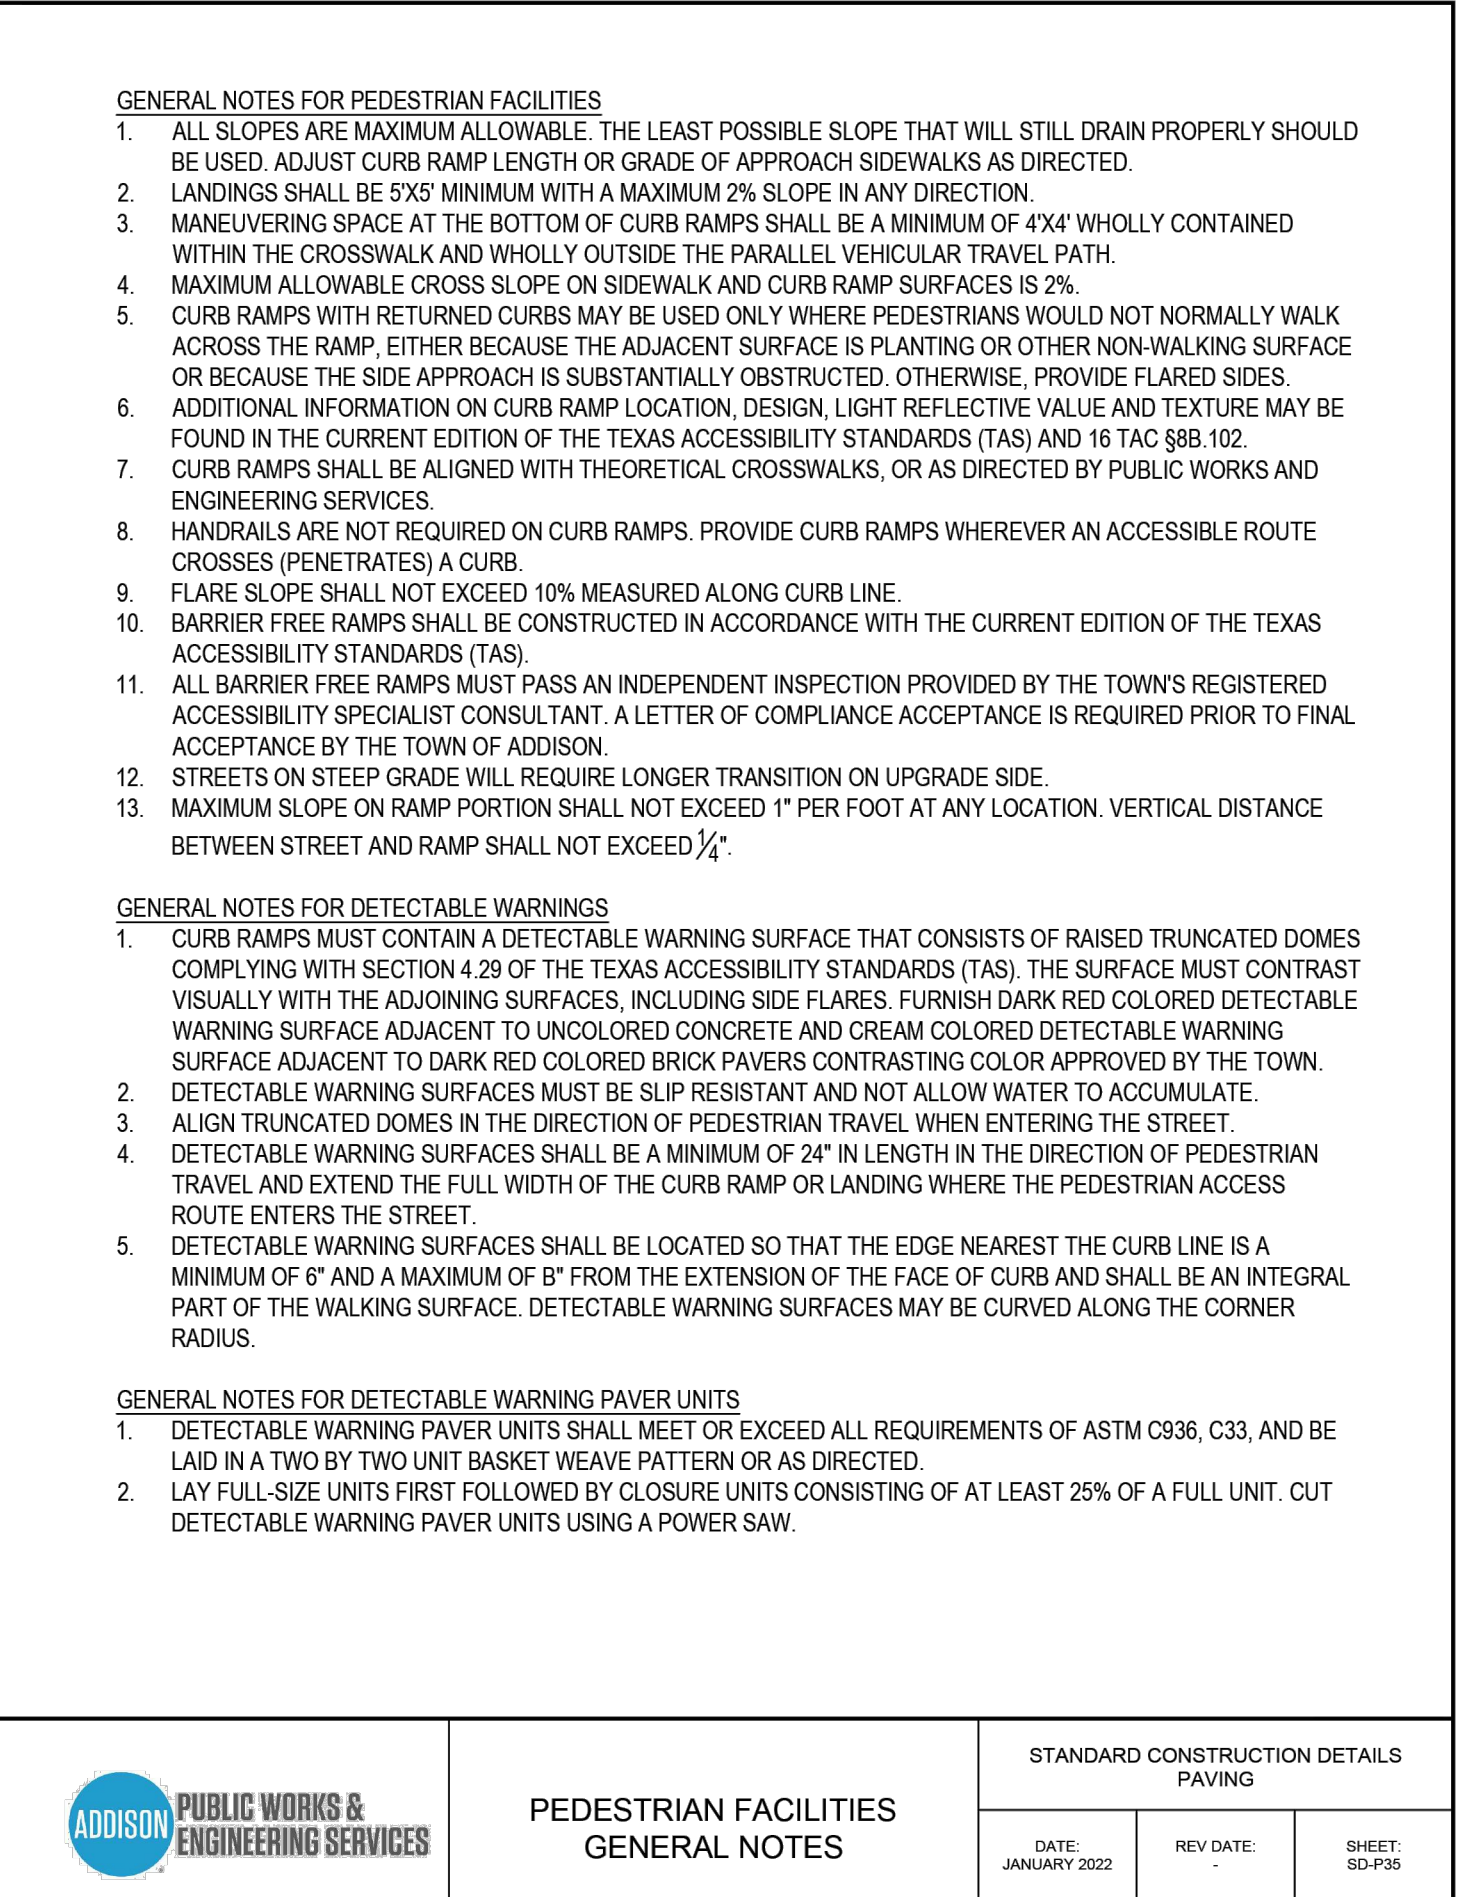 GENERAL NOTES FOR PEDESTRIAN FACILITIES
1. ALL SLOPES ARE MAXIMUM ALLOWABLE. THE LEAST POSSIBLE SLOPE THAT WILL STILL DRAIN PROPERLY SHOULD
BE USED. ADJUST CURB RAMP LENGTH OR GRADE OF APPROACH SIDEWALKS AS DIRECTED.
2. LANDINGS SHALL BE 5'X5' MINIMUM WITH A MAXIMUM 2% SLOPE IN ANY DIRECTION.
3. MANEUVERING SPACE AT THE BOTTOM OF CURB RAMPS SHALL BE A MINIMUM OF 4'X4' WHOLLY CONTAINED
WITHIN THE CROSSWALK AND WHOLLY OUTSIDE THE PARALLEL VEHICULAR TRAVEL PATH.
4. MAXIMUM ALLOWABLE CROSS SLOPE ON SIDEWALK AND CURB RAMP SURFACES IS 2%.
5. CURB RAMPS WITH RETURNED CURBS MAY BE USED ONLY WHERE PEDESTRIANS WOULD NOT NORMALLY WALK
ACROSS THE RAMP, EITHER BECAUSE THE ADJACENT SURFACE IS PLANTING OR OTHER NON-WALKING SURFACE
OR BECAUSE THE SIDE APPROACH IS SUBSTANTIALLY OBSTRUCTED. OTHERWISE, PROVIDE FLARED SIDES.
6. ADDITIONAL INFORMATION ON CURB RAMP LOCATION, DESIGN, LIGHT REFLECTIVE VALUE AND TEXTURE MAY BE
FOUND IN THE CURRENT EDITION OF THE TEXAS ACCESSIBILITY STANDARDS (TAS) AND 16 TAC §8B.102.
7. CURB RAMPS SHALL BE ALIGNED WITH THEORETICAL CROSSWALKS, OR AS DIRECTED BY PUBLIC WORKS AND
ENGINEERING SERVICES.
8. HANDRAILS ARE NOT REQUIRED ON CURB RAMPS. PROVIDE CURB RAMPS WHEREVER AN ACCESSIBLE ROUTE
CROSSES (PENETRATES) A CURB.
9. FLARE SLOPE SHALL NOT EXCEED 10% MEASURED ALONG CURB LINE.
10. BARRIER FREE RAMPS SHALL BE CONSTRUCTED IN ACCORDANCE WITH THE CURRENT EDITION OF THE TEXAS
ACCESSIBILITY STANDARDS (TAS).
11. ALL BARRIER FREE RAMPS MUST PASS AN INDEPENDENT INSPECTION PROVIDED BY THE TOWN'S REGISTERED
ACCESSIBILITY SPECIALIST CONSULTANT. A LETTER OF COMPLIANCE ACCEPTANCE IS REQUIRED PRIOR TO FINAL
ACCEPTANCE BY THE TOWN OF ADDISON.
12. STREETS ON STEEP GRADE WILL REQUIRE LONGER TRANSITION ON UPGRADE SIDE.
13. MAXIMUM SLOPE ON RAMP PORTION SHALL NOT EXCEED 1" PER FOOT AT ANY LOCATION. VERTICAL DISTANCE
BETWEEN STREET AND RAMP SHALL NOT EXCEED 1/4".
GENERAL NOTES FOR DETECTABLE WARNINGS
1. CURB RAMPS MUST CONTAIN A DETECTABLE WARNING SURFACE THAT CONSISTS OF RAISED TRUNCATED DOMES
COMPLYING WITH SECTION 4.29 OF THE TEXAS ACCESSIBILITY STANDARDS (TAS). THE SURFACE MUST CONTRAST
VISUALLY WITH THE ADJOINING SURFACES, INCLUDING SIDE FLARES. FURNISH DARK RED COLORED DETECTABLE
WARNING SURFACE ADJACENT TO UNCOLORED CONCRETE AND CREAM COLORED DETECTABLE WARNING
SURFACE ADJACENT TO DARK RED COLORED BRICK PAVERS CONTRASTING COLOR APPROVED BY THE TOWN.
2. DETECTABLE WARNING SURFACES MUST BE SLIP RESISTANT AND NOT ALLOW WATER TO ACCUMULATE.
3. ALIGN TRUNCATED DOMES IN THE DIRECTION OF PEDESTRIAN TRAVEL WHEN ENTERING THE STREET.
4. DETECTABLE WARNING SURFACES SHALL BE A MINIMUM OF 24" IN LENGTH IN THE DIRECTION OF PEDESTRIAN
TRAVEL AND EXTEND THE FULL WIDTH OF THE CURB RAMP OR LANDING WHERE THE PEDESTRIAN ACCESS
ROUTE ENTERS THE STREET.
5. DETECTABLE WARNING SURFACES SHALL BE LOCATED SO THAT THE EDGE NEAREST THE CURB LINE IS A
MINIMUM OF 6" AND A MAXIMUM OF B" FROM THE EXTENSION OF THE FACE OF CURB AND SHALL BE AN INTEGRAL
PART OF THE WALKING SURFACE. DETECTABLE WARNING SURFACES MAY BE CURVED ALONG THE CORNER
RADIUS.
GENERAL NOTES FOR DETECTABLE WARNING PAVER UNITS
1. DETECTABLE WARNING PAVER UNITS SHALL MEET OR EXCEED ALL REQUIREMENTS OF ASTM C936, C33, AND BE
LAID IN A TWO BY TWO UNIT BASKET WEAVE PATTERN OR AS DIRECTED.
2. LAY FULL-SIZE UNITS FIRST FOLLOWED BY CLOSURE UNITS CONSISTING OF AT LEAST 25% OF A FULL UNIT. CUT
DETECTABLE WARNING PAVER UNITS USING A POWER SAW.
ADDISON
PUBLIC WORKS &
ENGINEERING SERVICES
PEDESTRIAN FACILITIES
GENERAL NOTES
STANDARD CONSTRUCTION DETAILS
PAVING
DATE:
JANUARY 2022
REV DATE:
-
SHEET:
SD-P35